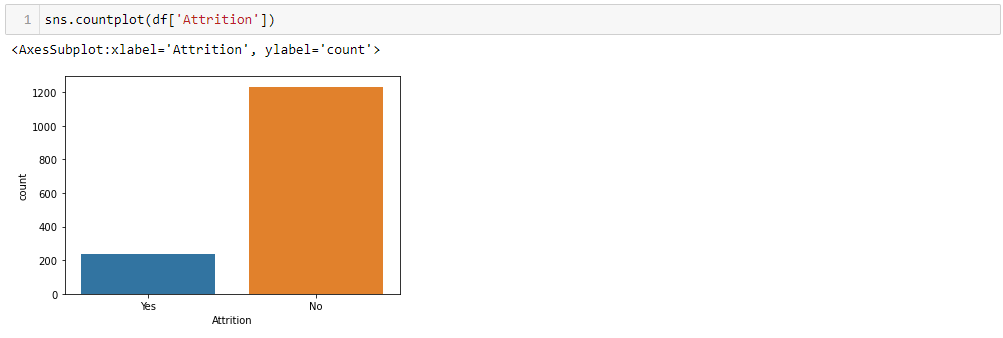 1 sns.countplot(df['Attrition'])
<AxesSubplot:xlabel='Attrition', ylabel='count'>
1200
1000
800
600
400
200
0
count
Yes No
Attrition